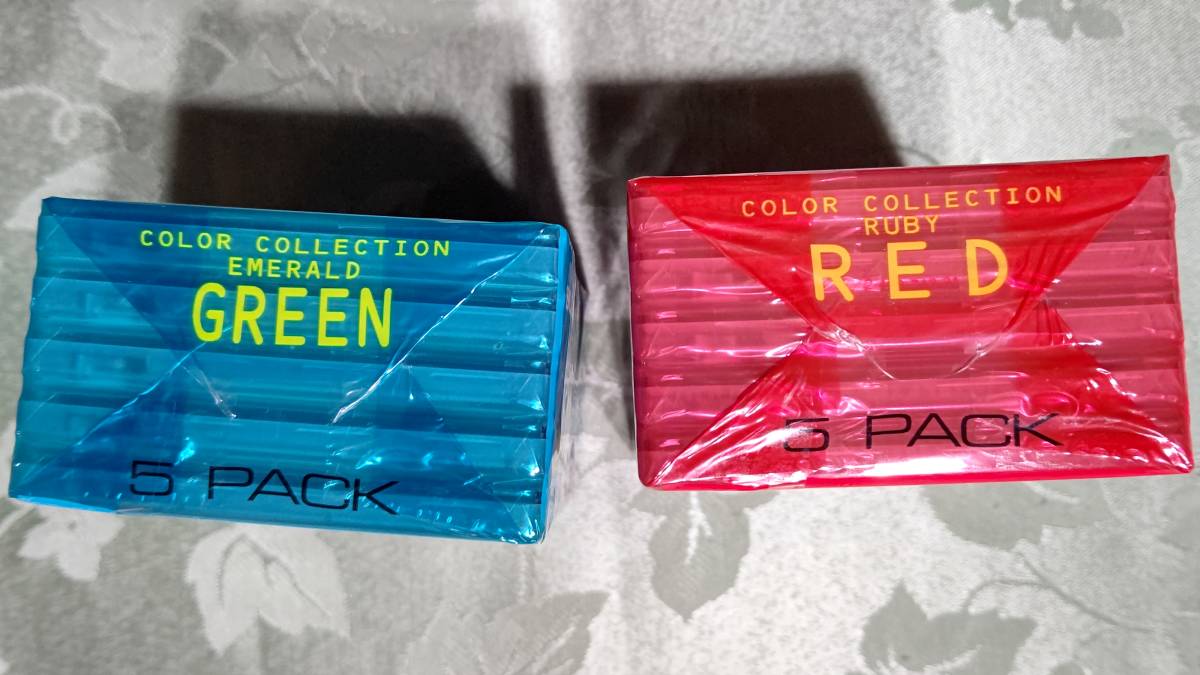 COLOR COLLECTION
EMERALD
GREEN
5 PACK
COLOR COLLECTION
RUBY
RED
5 PACK